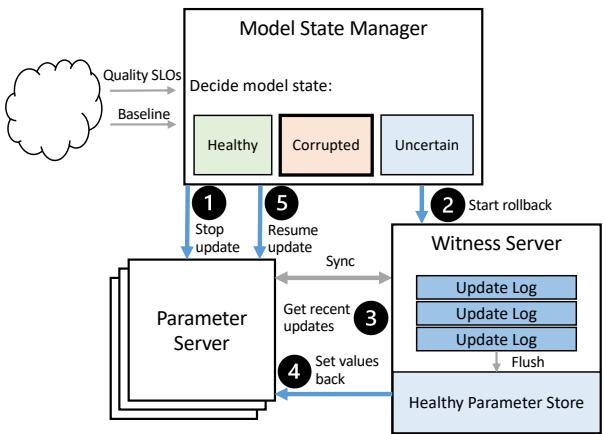 Model State Manager
Quality SLOs
Baseline
Decide model state:
Healthy
Corrupted
Uncertain
1
Stop
update
5
Resume
update
2
Start rollback
Witness Server
Sync
Update Log
Update Log
Update Log
Parameter
Server
Get recent
updates
3
Flush
4
Set values
back
Healthy Parameter Store